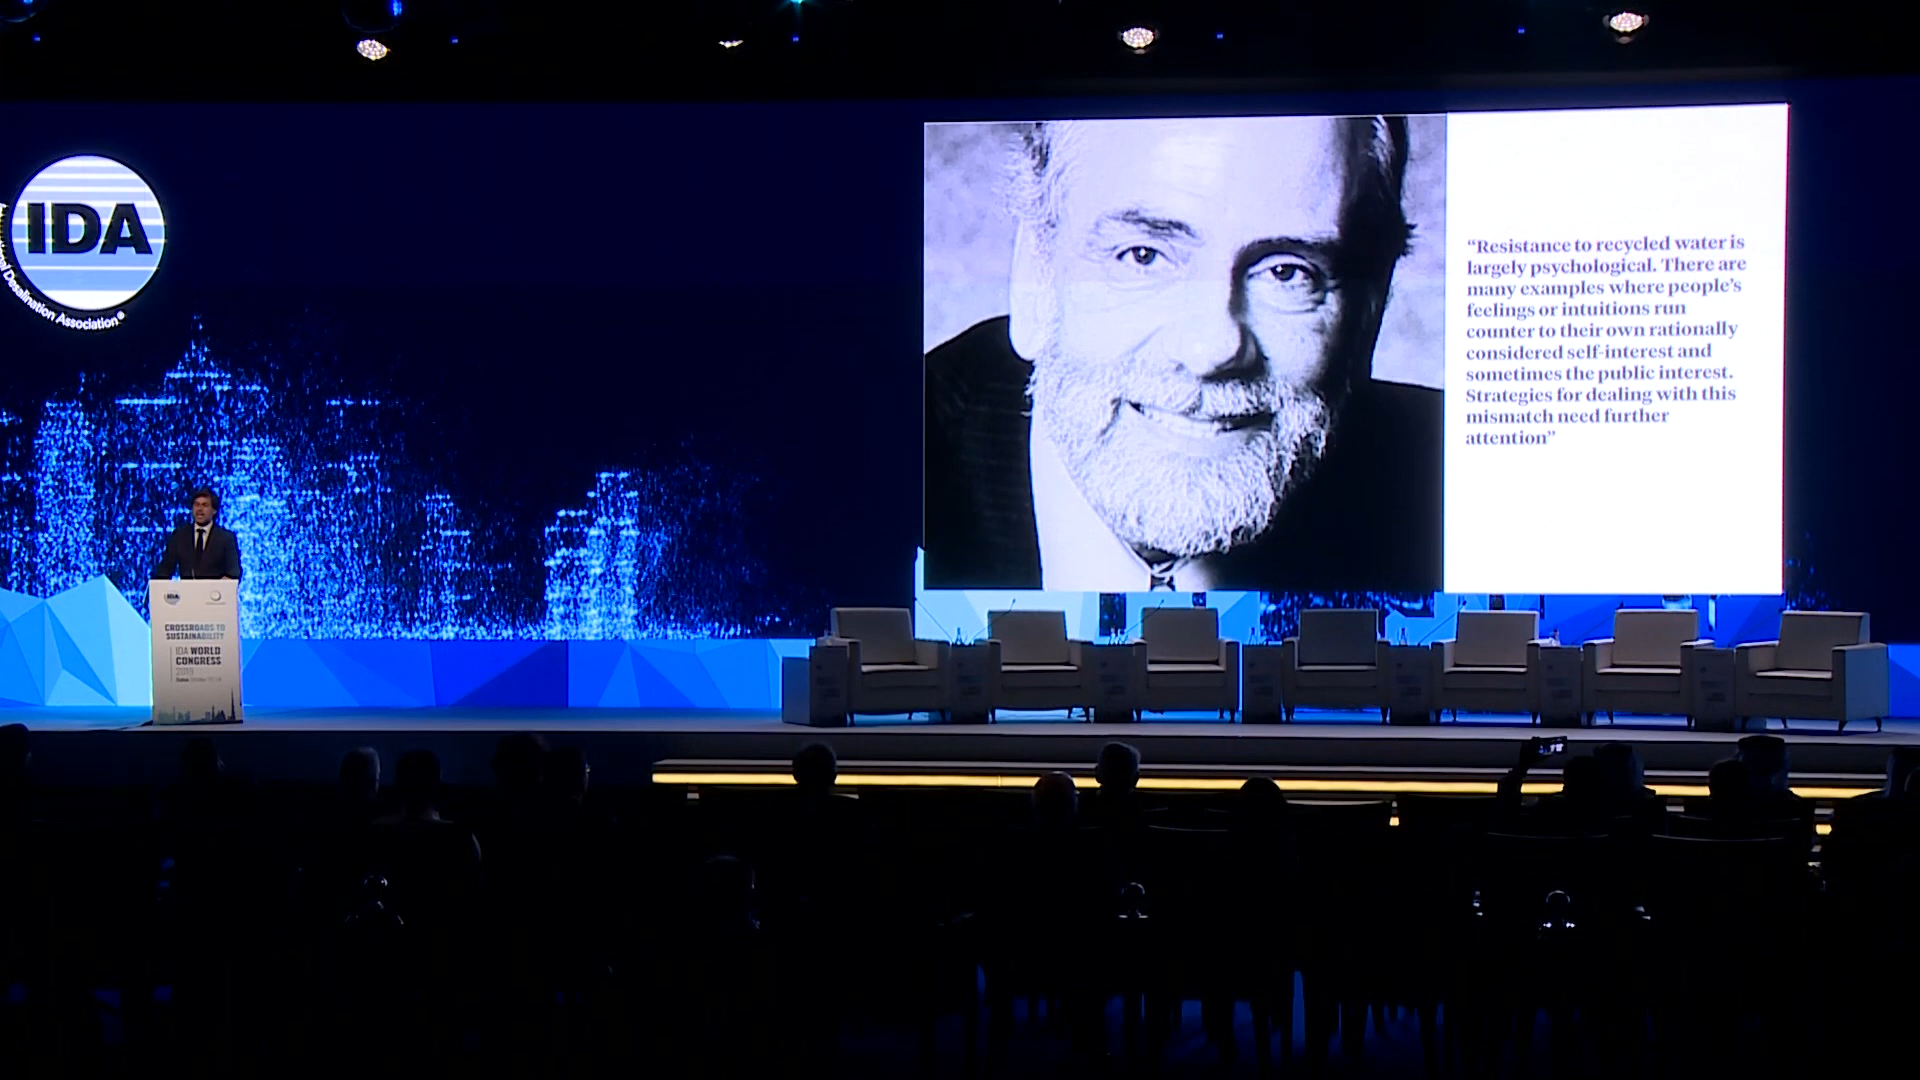 IDA
Desalination Association
“Resistance to recycled water is
largely psychological. There are
many examples where people’s
feelings or intuitions run
counter to their own rationally
considered self-interest and
sometimes the public interest.
Strategies for dealing with this
mismatch need further
attention”
IDA
CROSSROADS TO
SUSTAINABILITY
IDA WORLD
CONGRESS
2019